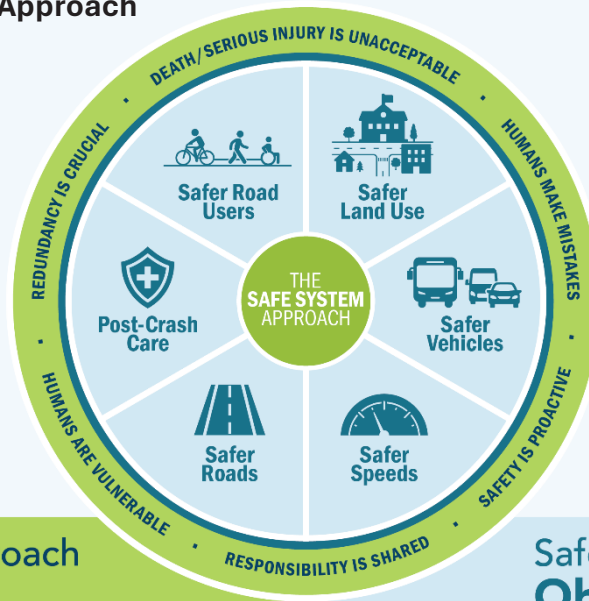 Approach
DEATH/SERIOUS INJURY IS UNACCEPTABLE
HUMANS MAKE MISTAKES
SAFETY IS PROACTIVE
RESPONSIBILITY IS SHARED
HUMANS ARE VULNERABLE
REDUNDANCY IS CRUCIAL
Safer Road
Users
Safer
Land Use
Post-Crash
Care
THE
SAFE SYSTEM
APPROACH
Safer
Vehicles
Safer
Roads
Safer
Speeds
oach
Safe
Ob